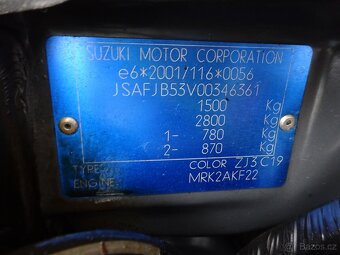 SUZUKI MOTOR CORPORATION
e6*2001/116*0056
JSAFJB53V00346361
1500 Kg
2800 Kg
1- 780 Kg
2- 870 Kg
TYPE COLOR ZJ3 C19
ENGINE MRK2AKF22
Bazoš.cz